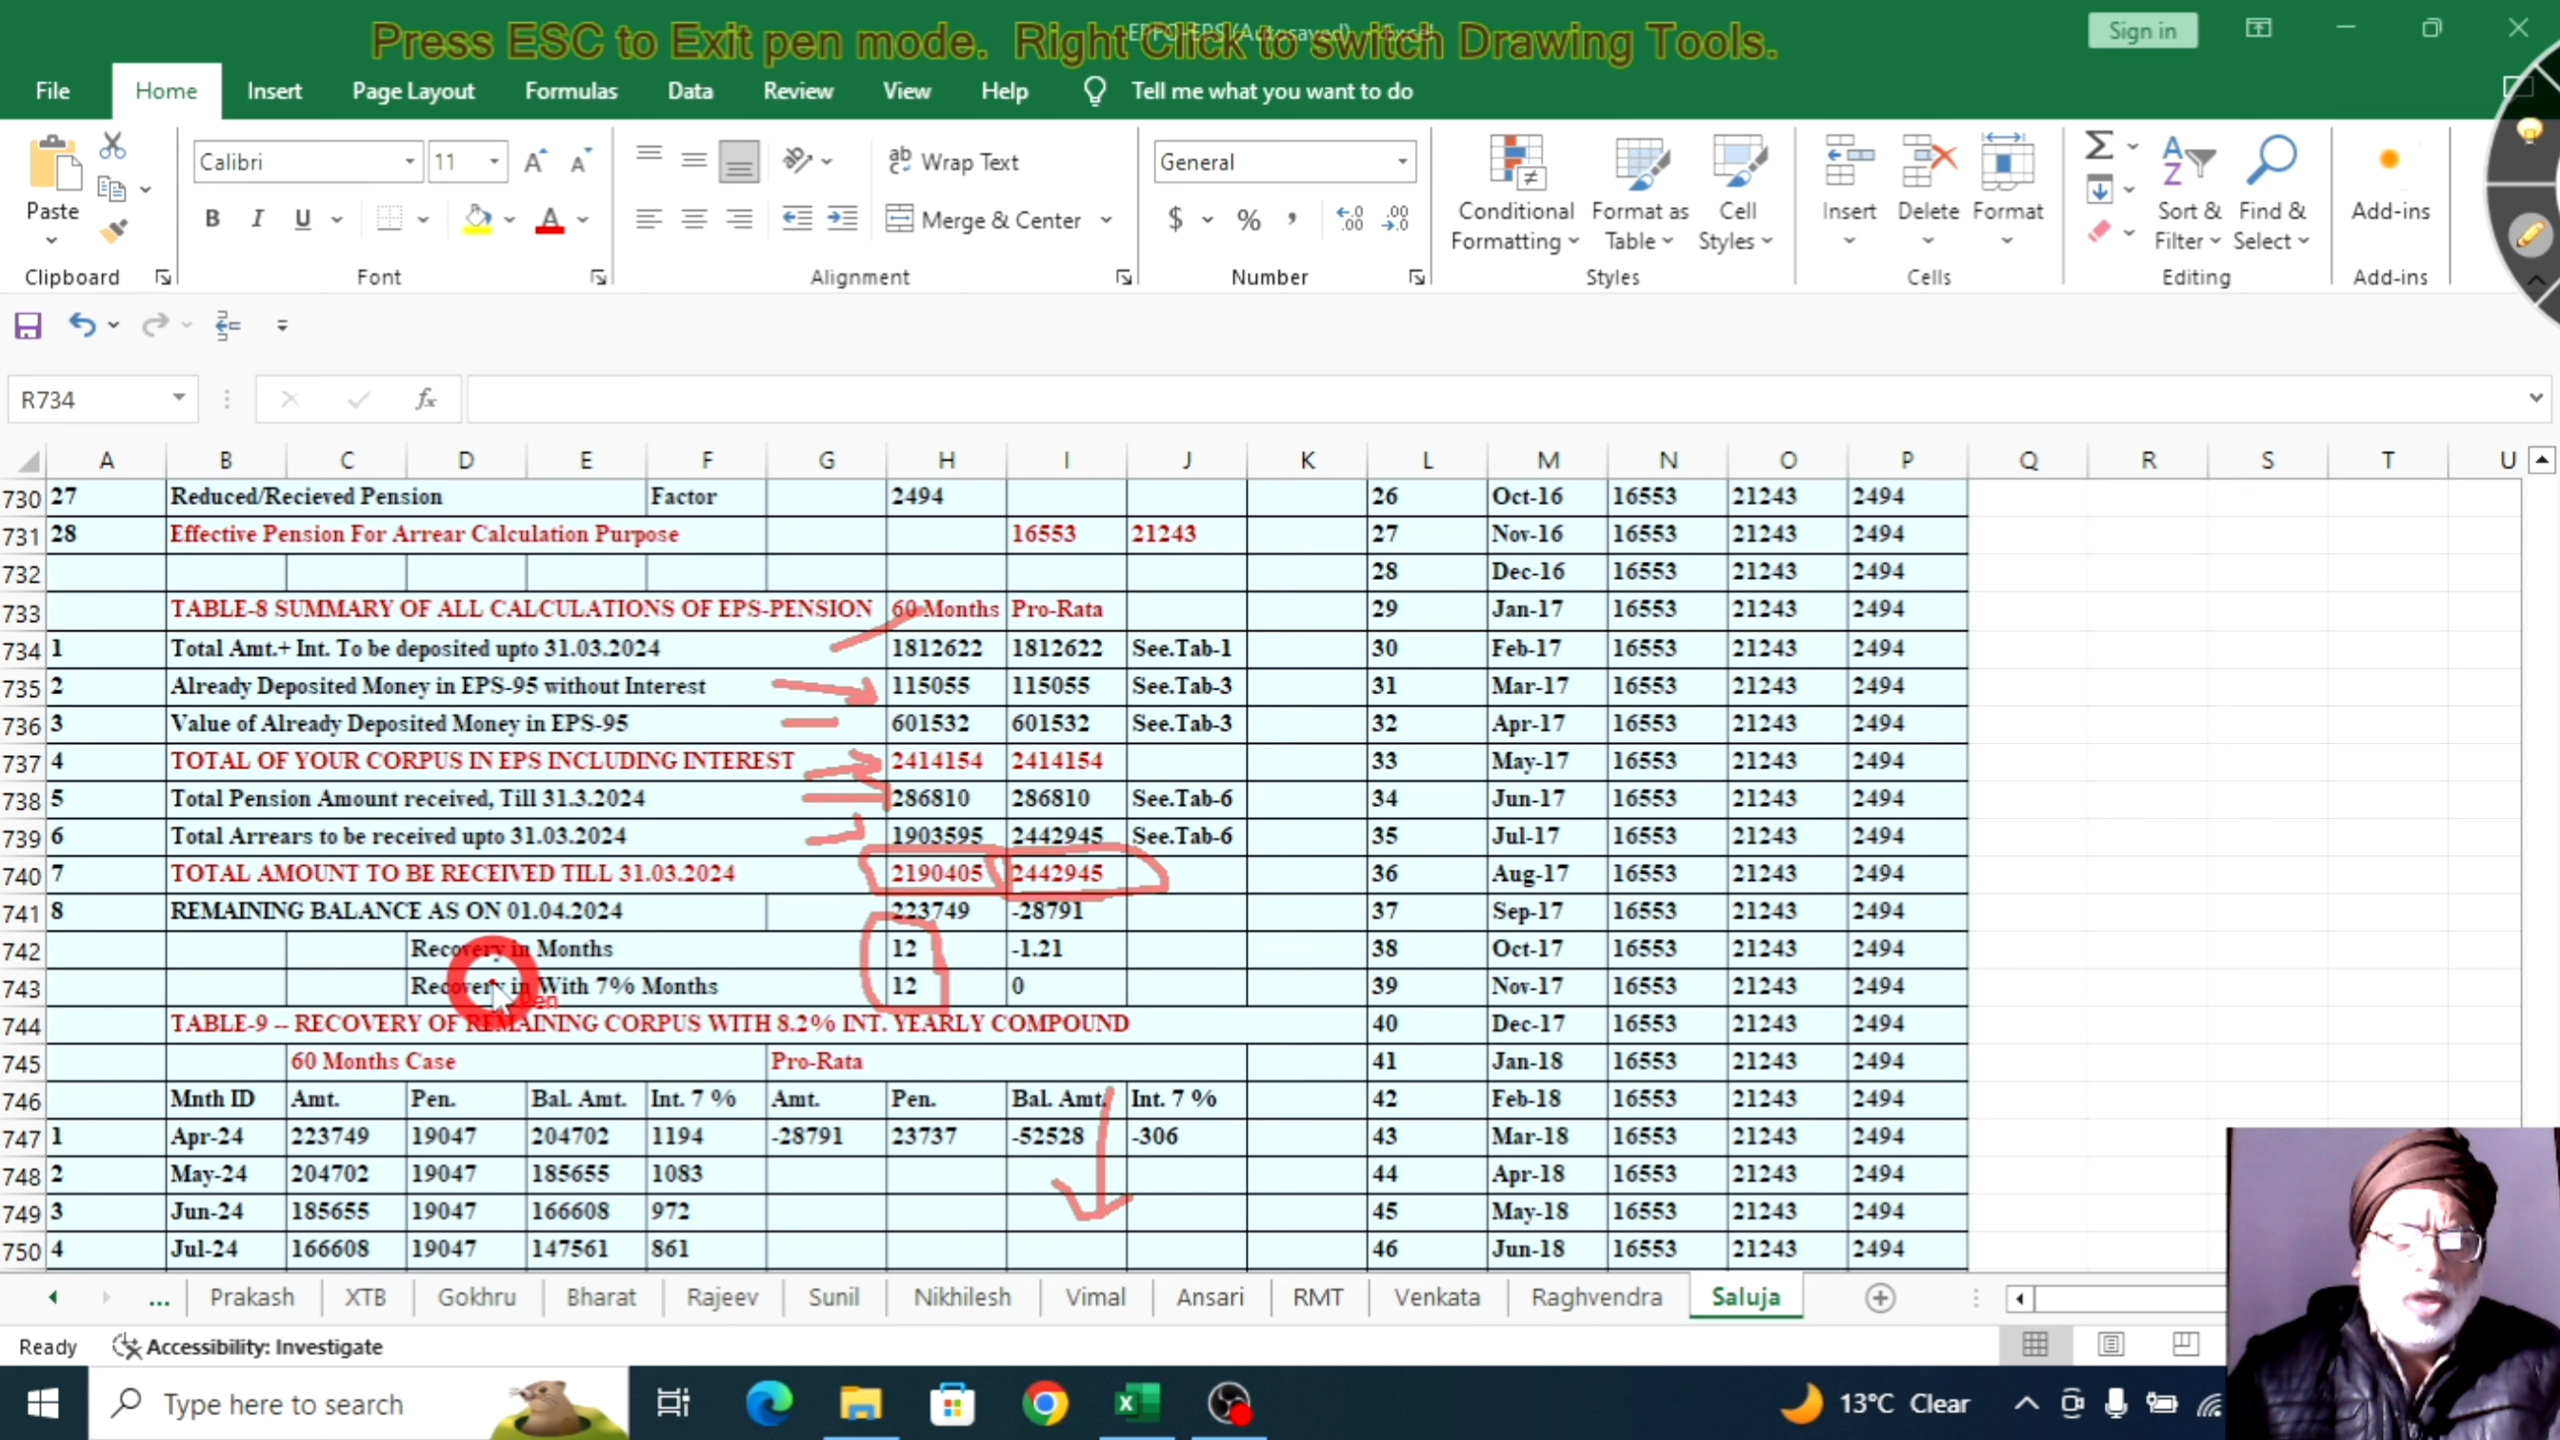 Press ESC to Exit pen mode. Right Click to switch Drawing Tools.
Sign in
File Home Insert Page Layout Formulas Data Review View Help Tell me what you want to do
Paste
Calibri 11
Wrap Text
General
B I U
Merge & Center
$ % ,
Conditional Formatting
Format as Table
Cell Styles
Insert
Delete
Format
Sort & Filter
Find & Select
Add-ins
Clipboard Font Alignment Number Styles Cells Editing Add-ins
R734 fx
A B C D E F G H I J K L M N O P Q R S T U
730 27 Reduced/Recieved Pension Factor 2494 26 Oct-16 16553 21243 2494
731 28 Effective Pension For Arrear Calculation Purpose 16553 21243 27 Nov-16 16553 21243 2494
732 28 Dec-16 16553 21243 2494
733 TABLE-8 SUMMARY OF ALL CALCULATIONS OF EPS-PENSION 60 Months Pro-Rata 29 Jan-17 16553 21243 2494
734 1 Total Amt.+ Int. To be deposited upto 31.03.2024 1812622 1812622 See.Tab-1 30 Feb-17 16553 21243 2494
735 2 Already Deposited Money in EPS-95 without Interest 115055 115055 See.Tab-3 31 Mar-17 16553 21243 2494
736 3 Value of Already Deposited Money in EPS-95 601532 601532 See.Tab-3 32 Apr-17 16553 21243 2494
737 4 TOTAL OF YOUR CORPUS IN EPS INCLUDING INTEREST 2414154 2414154 33 May-17 16553 21243 2494
738 5 Total Pension Amount received, Till 31.3.2024 286810 286810 See.Tab-6 34 Jun-17 16553 21243 2494
739 6 Total Arrears to be received upto 31.03.2024 1903595 2442945 See.Tab-6 35 Jul-17 16553 21243 2494
740 7 TOTAL AMOUNT TO BE RECEIVED TILL 31.03.2024 2190405 2442945 36 Aug-17 16553 21243 2494
741 8 REMAINING BALANCE AS ON 01.04.2024 223749 -28791 37 Sep-17 16553 21243 2494
742 Recovery in Months 12 -1.21 38 Oct-17 16553 21243 2494
743 Recovery in With 7% Months 12 0 39 Nov-17 16553 21243 2494
Pen
744 TABLE-9 -- RECOVERY OF REMAINING CORPUS WITH 8.2% INT. YEARLY COMPOUND 40 Dec-17 16553 21243 2494
745 60 Months Case Pro-Rata 41 Jan-18 16553 21243 2494
746 Mnth ID Amt. Pen. Bal. Amt. Int. 7 % Amt. Pen. Bal. Amt. Int. 7 % 42 Feb-18 16553 21243 2494
747 1 Apr-24 223749 19047 204702 1194 -28791 23737 -52528 -306 43 Mar-18 16553 21243 2494
748 2 May-24 204702 19047 185655 1083 44 Apr-18 16553 21243 2494
749 3 Jun-24 185655 19047 166608 972 45 May-18 16553 21243 2494
750 4 Jul-24 166608 19047 147561 861 46 Jun-18 16553 21243 2494
... Prakash XTB Gokhru Bharat Rajeev Sunil Nikhilesh Vimal Ansari RMT Venkata Raghvendra Saluja
Ready Accessibility: Investigate
Type here to search
13°C Clear